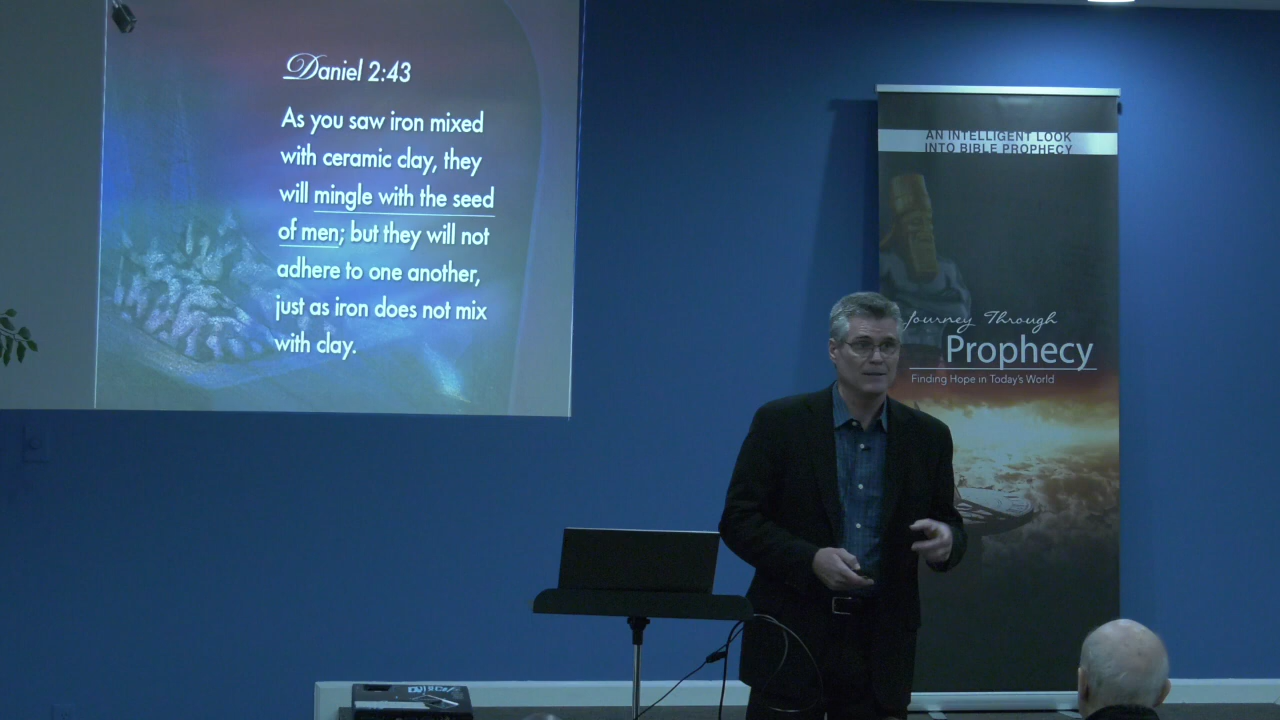 Daniel 2:43
As you saw iron mixed
with ceramic clay, they
will mingle with the seed
of men; but they will not
adhere to one another,
just as iron does not mix
with clay.
AN INTELLIGENT LOOK
INTO BIBLE PROPHECY
Journey Through
Prophecy
Finding Hope in Today's World